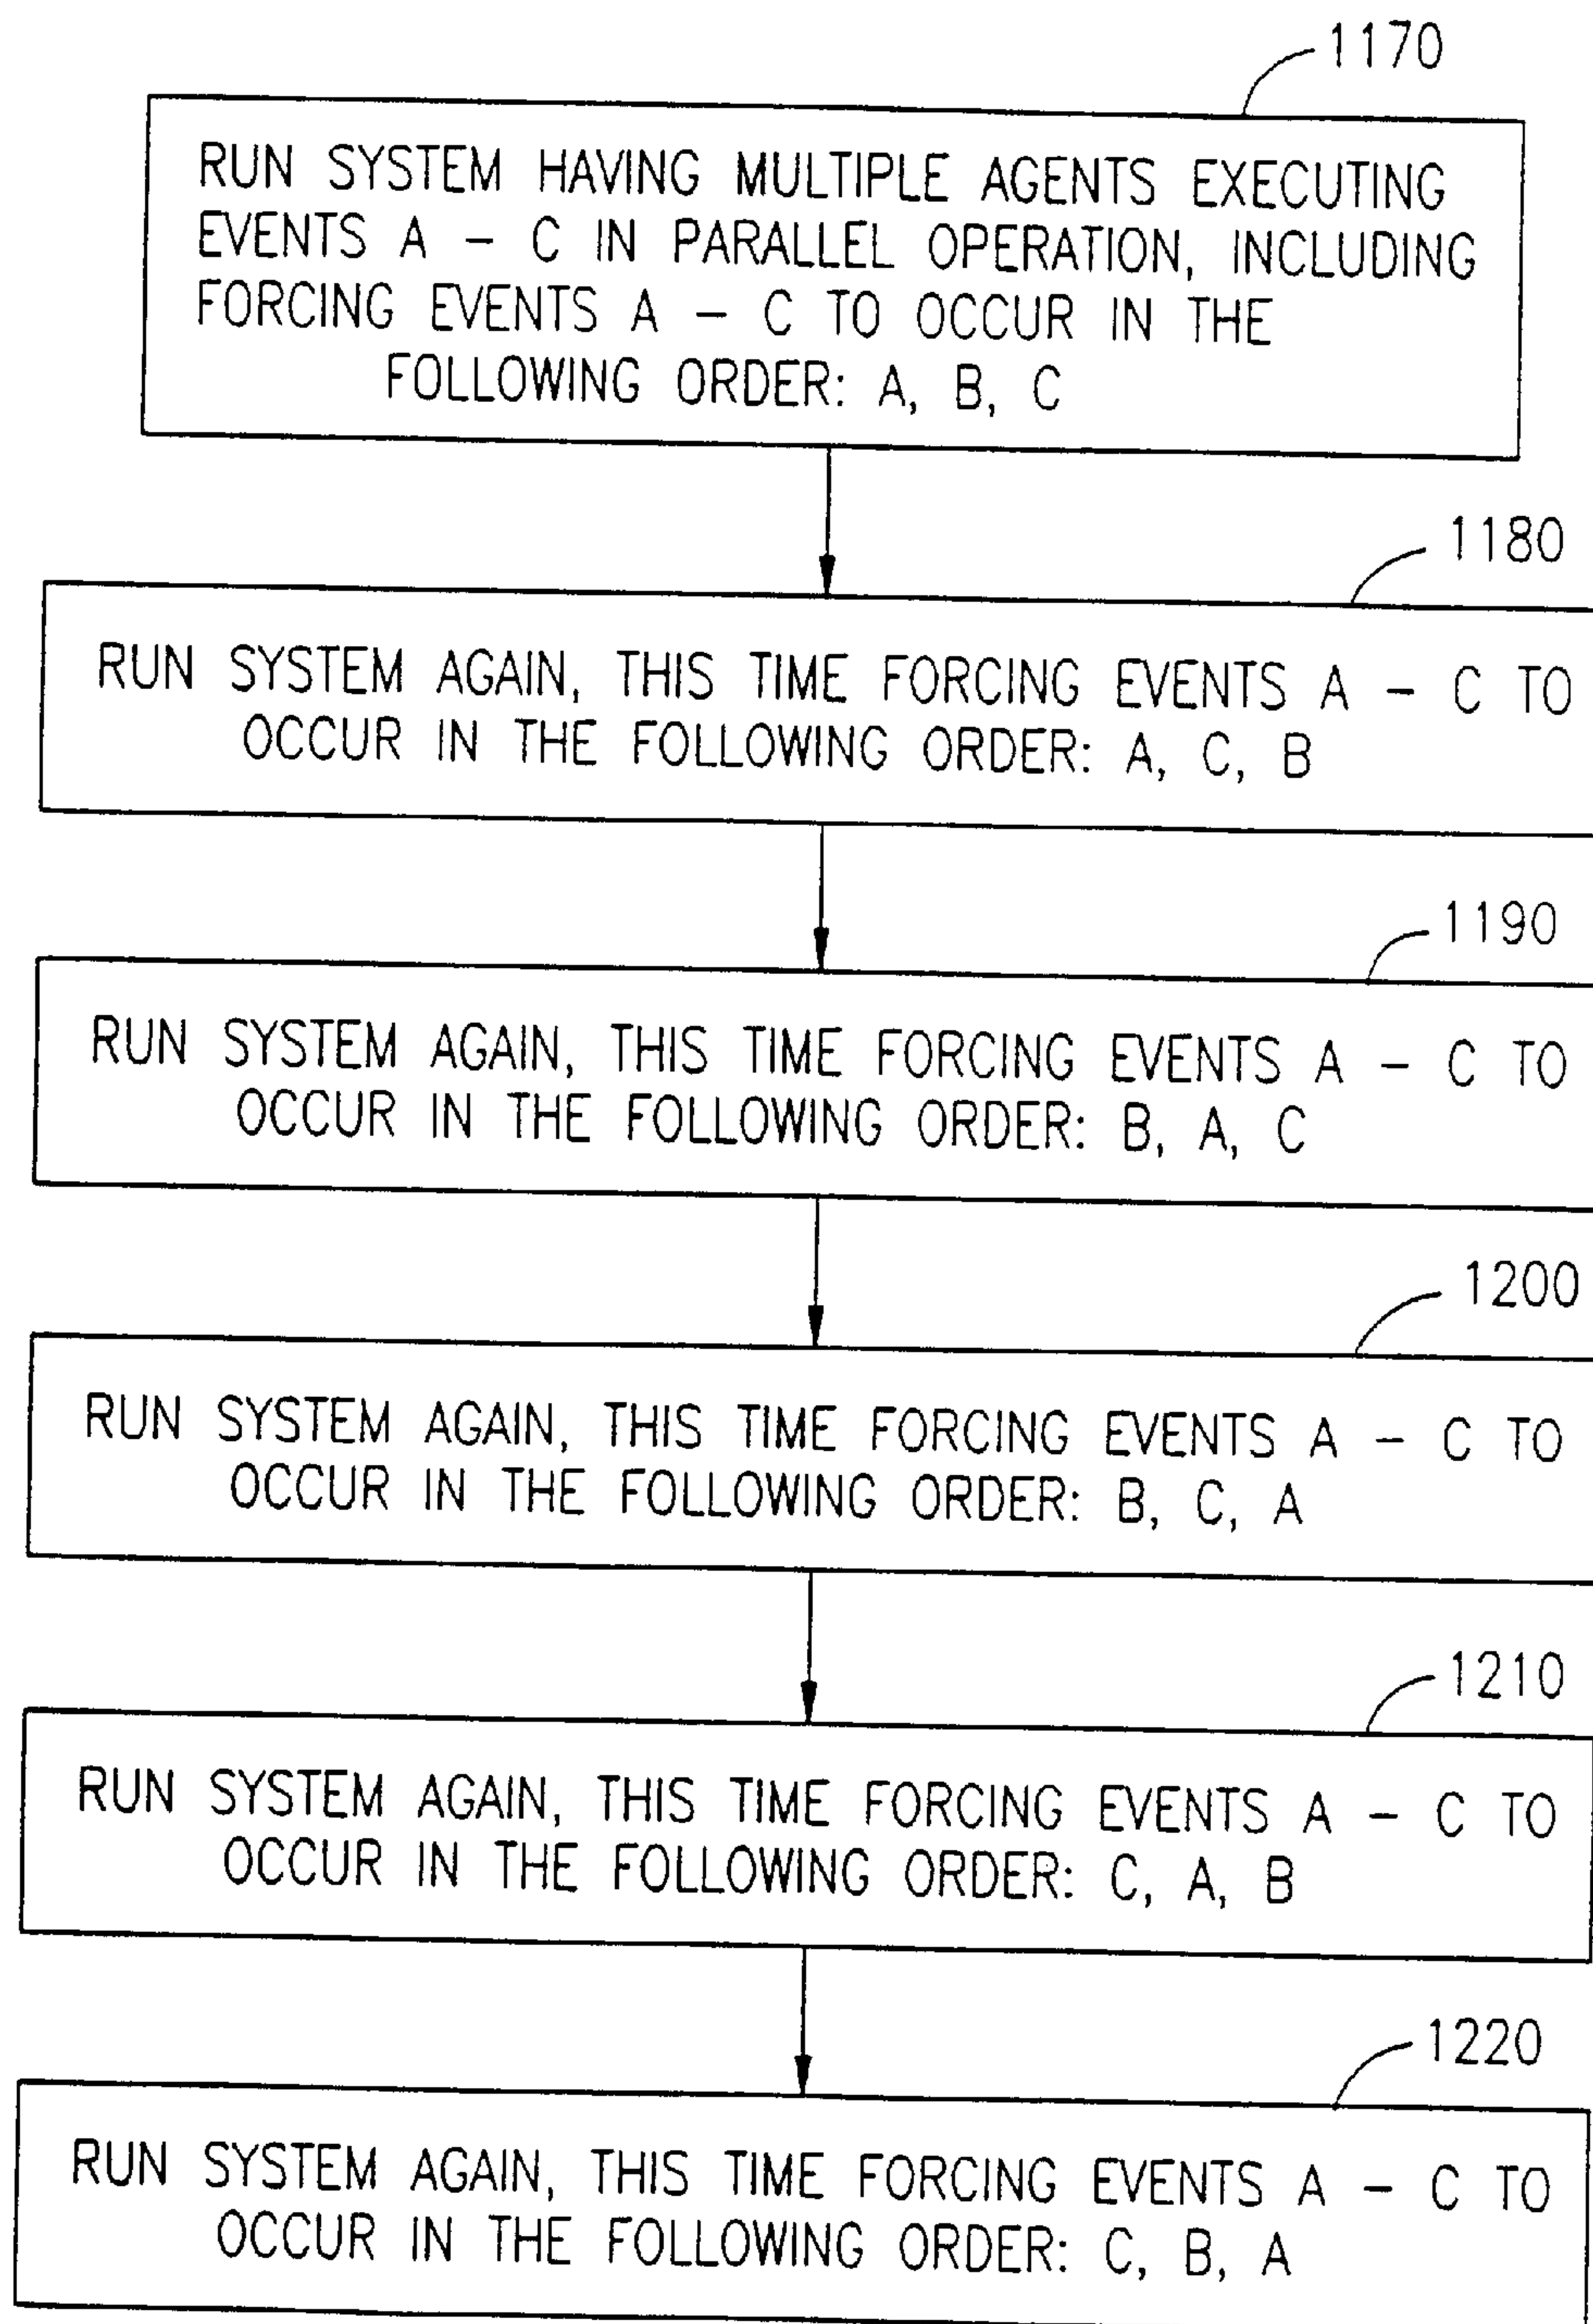 1170
RUN SYSTEM HAVING MULTIPLE AGENTS EXECUTING
EVENTS A – C IN PARALLEL OPERATION, INCLUDING
FORCING EVENTS A – C TO OCCUR IN THE
FOLLOWING ORDER: A, B, C
1180
RUN SYSTEM AGAIN, THIS TIME FORCING EVENTS A – C TO
OCCUR IN THE FOLLOWING ORDER: A, C, B
1190
RUN SYSTEM AGAIN, THIS TIME FORCING EVENTS A – C TO
OCCUR IN THE FOLLOWING ORDER: B, A, C
1200
RUN SYSTEM AGAIN, THIS TIME FORCING EVENTS A – C TO
OCCUR IN THE FOLLOWING ORDER: B, C, A
1210
RUN SYSTEM AGAIN, THIS TIME FORCING EVENTS A – C TO
OCCUR IN THE FOLLOWING ORDER: C, A, B
1220
RUN SYSTEM AGAIN, THIS TIME FORCING EVENTS A – C TO
OCCUR IN THE FOLLOWING ORDER: C, B, A